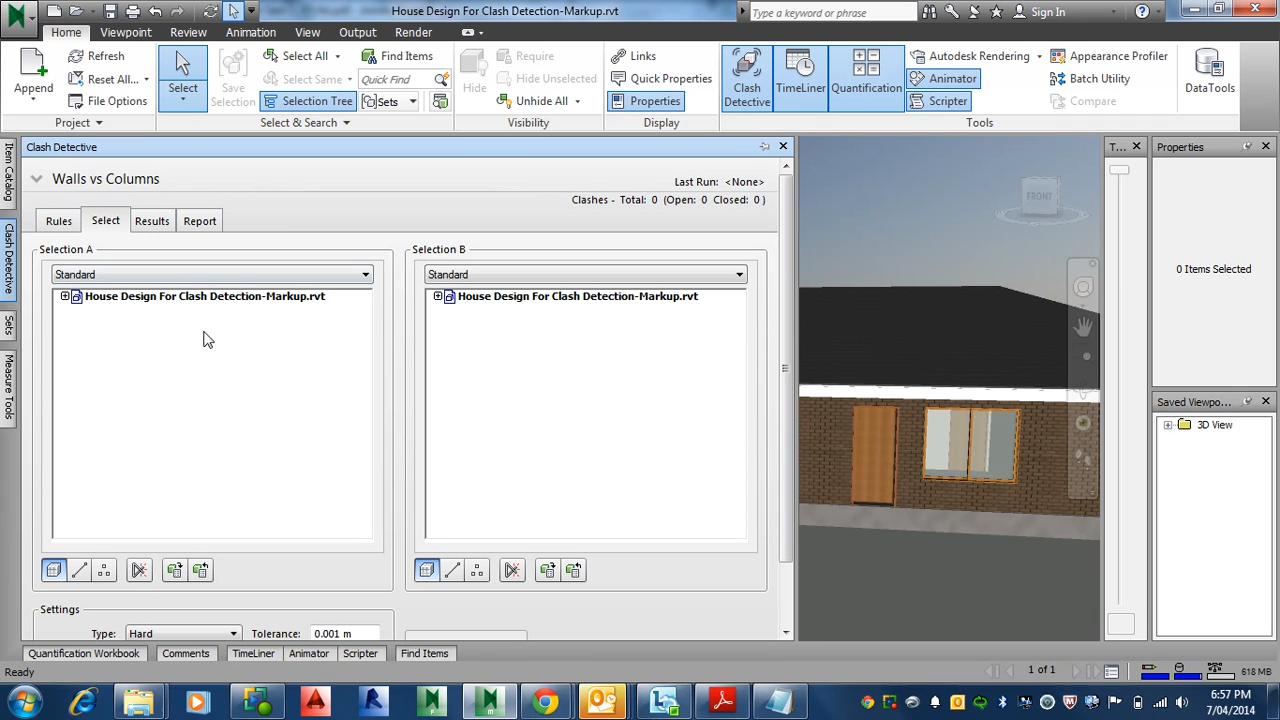 House Design For Clash Detection-Markup.rvt
Type a keyword or phrase
Sign In
Home Viewpoint Review Animation View Output Render
Append
Refresh
Reset All...
File Options
Project
Select
Save Selection
Select All
Select Same
Selection Tree
Find Items
Quick Find
Sets
Select & Search
Hide
Require
Hide Unselected
Unhide All
Visibility
Links
Quick Properties
Properties
Display
Clash Detective
TimeLiner
Quantification
Autodesk Rendering
Animator
Scripter
Appearance Profiler
Batch Utility
Compare
Tools
DataTools
Item Catalog
Clash Detective
Sets
Measure Tools
Clash Detective
Walls vs Columns
Last Run: <None>
Clashes - Total: 0 (Open: 0 Closed: 0 )
Rules Select Results Report
Selection A
Standard
House Design For Clash Detection-Markup.rvt
Selection B
Standard
House Design For Clash Detection-Markup.rvt
Settings
Type: Hard Tolerance: 0.001 m
FRONT
T...
Properties
0 Items Selected
Saved Viewpo...
3D View
Quantification Workbook Comments TimeLiner Animator Scripter Find Items
Ready
1 of 1
618 MB
6:57 PM
7/04/2014